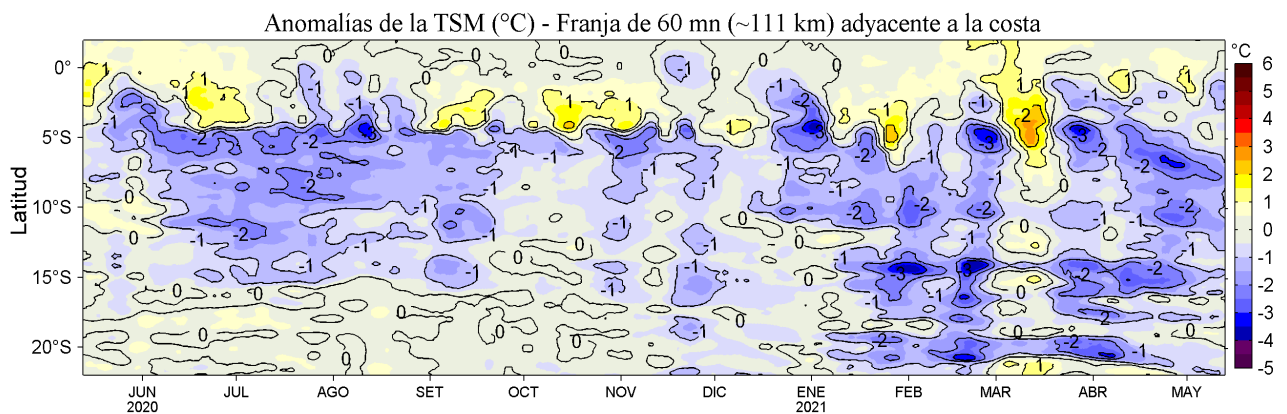 Anomalías de la TSM (°C) - Franja de 60 mn (~111 km) adyacente a la costa
°C
Latitud
0°
5°S
10°S
15°S
20°S
6
5
4
3
2
1
0
-1
-2
-3
-4
-5
JUN JUL AGO SET OCT NOV DIC ENE FEB MAR ABR MAY
2020 2021